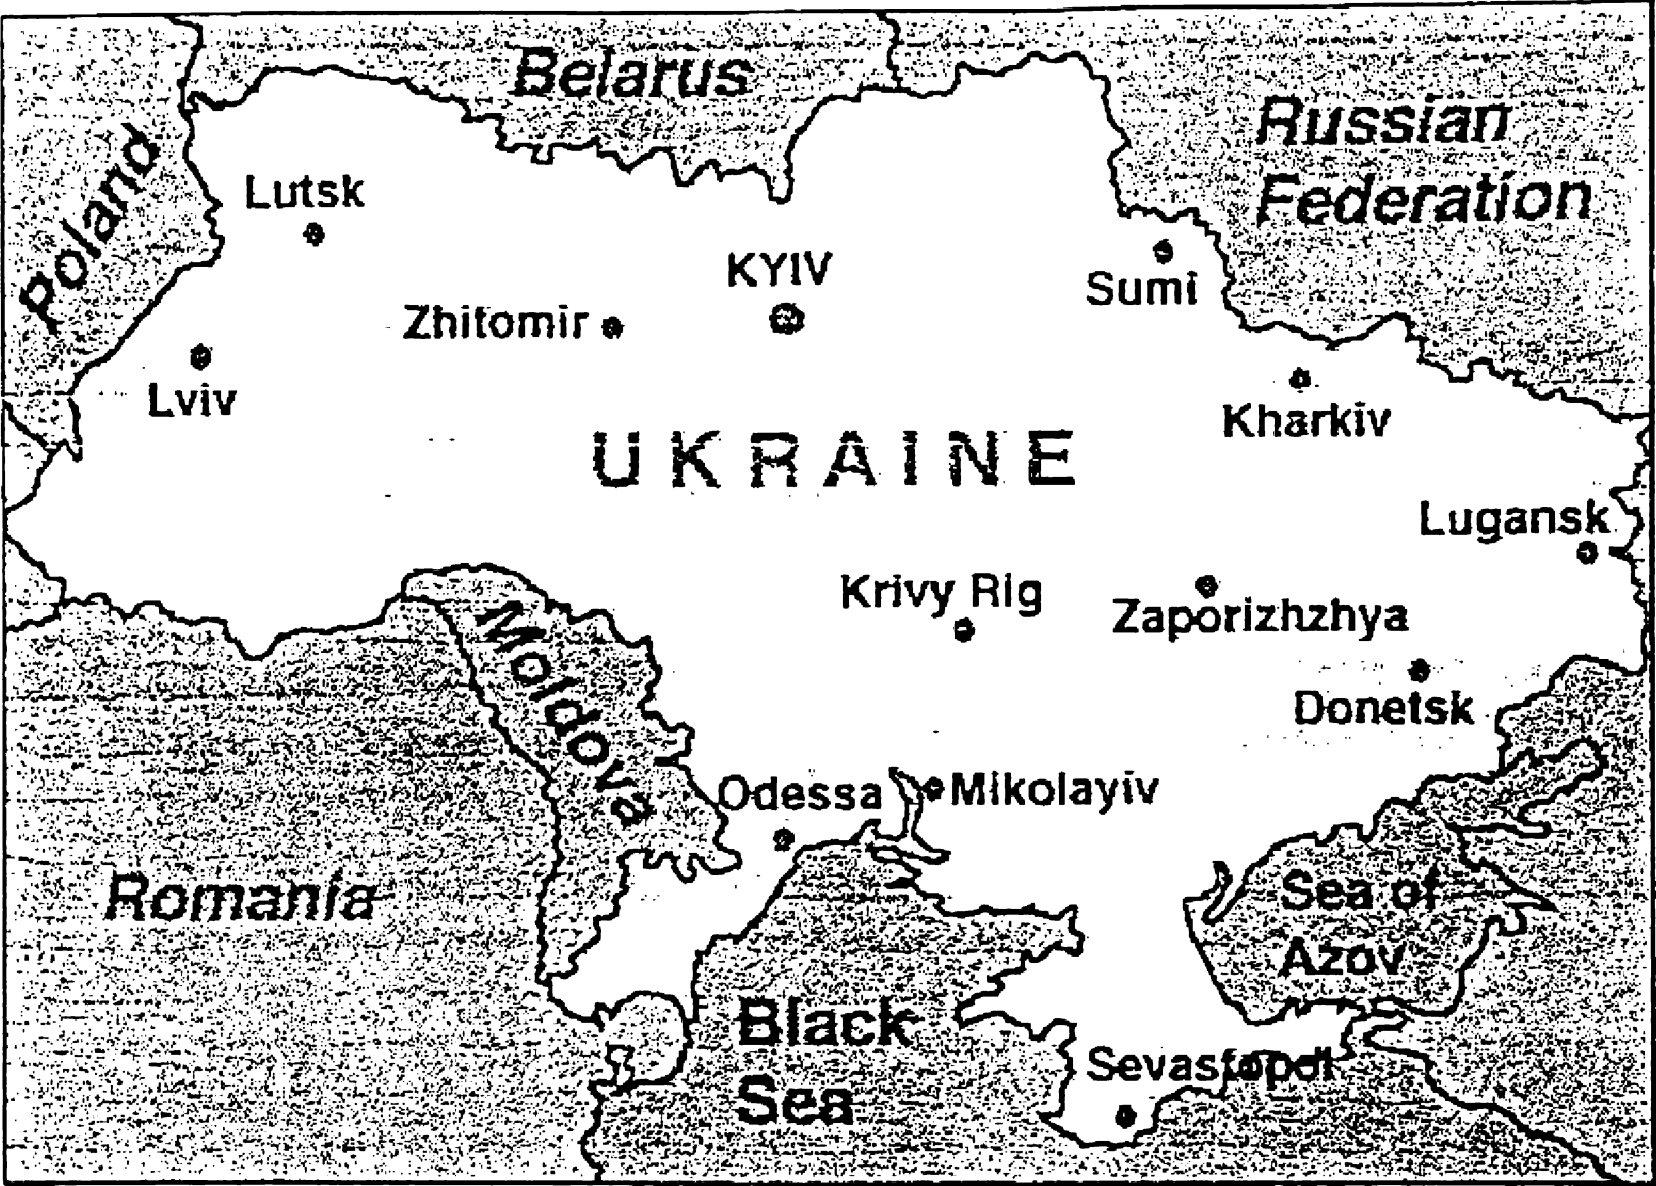 Belarus
Russian
Federation
Poland
Lutsk
KYIV
Sumi
Zhitomir
Lviv
Kharkiv
UKRAINE
Lugansk
Krivy Rig
Zaporizhzhya
Moldova
Donetsk
Odessa
Mikolayiv
Romania
Sea of
Azov
Black
Sea
Sevastopol